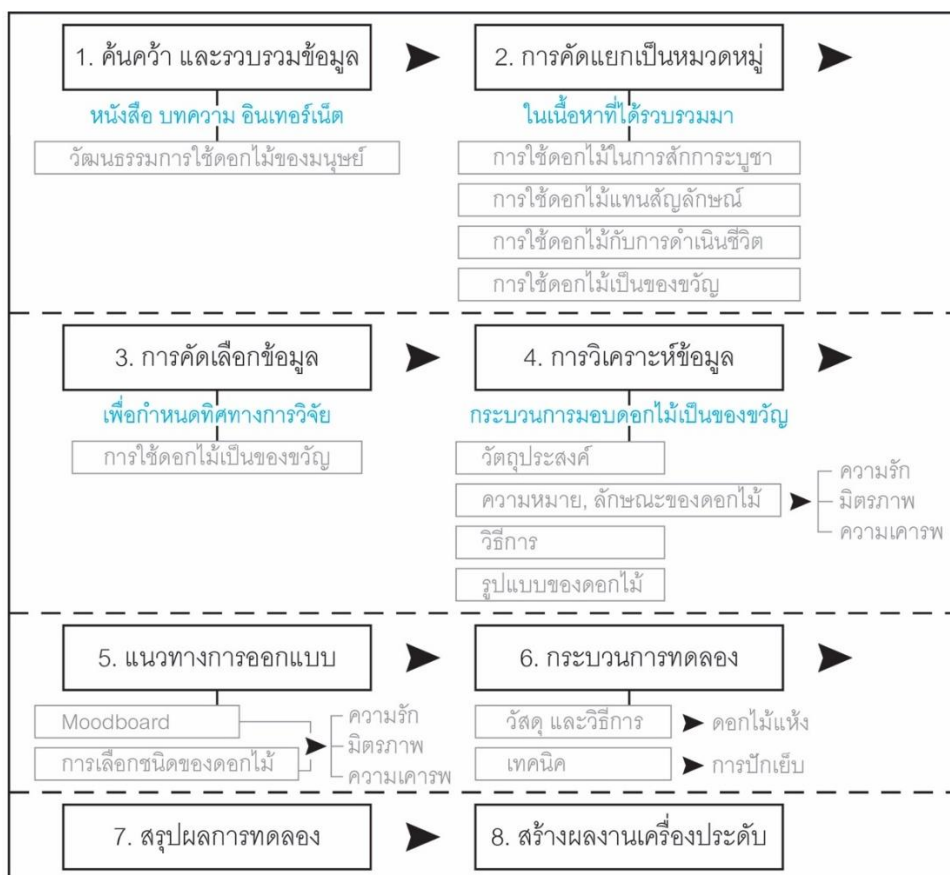 1. ค้นคว้า และรวบรวมข้อมูล
หนังสือ บทความ อินเทอร์เน็ต
วัฒนธรรมการใช้ดอกไม้ของมนุษย์
2. การคัดแยกเป็นหมวดหมู่
ในเนื้อหาที่ได้รวบรวมมา
การใช้ดอกไม้ในการสักการะบูชา
การใช้ดอกไม้แทนสัญลักษณ์
การใช้ดอกไม้กับการดำเนินชีวิต
การใช้ดอกไม้เป็นของขวัญ
3. การคัดเลือกข้อมูล
เพื่อกำหนดทิศทางการวิจัย
การใช้ดอกไม้เป็นของขวัญ
4. การวิเคราะห์ข้อมูล
กระบวนการมอบดอกไม้เป็นของขวัญ
วัตถุประสงค์
ความหมาย, ลักษณะของดอกไม้
ความรัก
มิตรภาพ
ความเคารพ
วิธีการ
รูปแบบของดอกไม้
5. แนวทางการออกแบบ
Moodboard
การเลือกชนิดของดอกไม้
ความรัก
มิตรภาพ
ความเคารพ
6. กระบวนการทดลอง
วัสดุ และวิธีการ
ดอกไม้แห้ง
เทคนิค
การปักเย็บ
7. สรุปผลการทดลอง
8. สร้างผลงานเครื่องประดับ